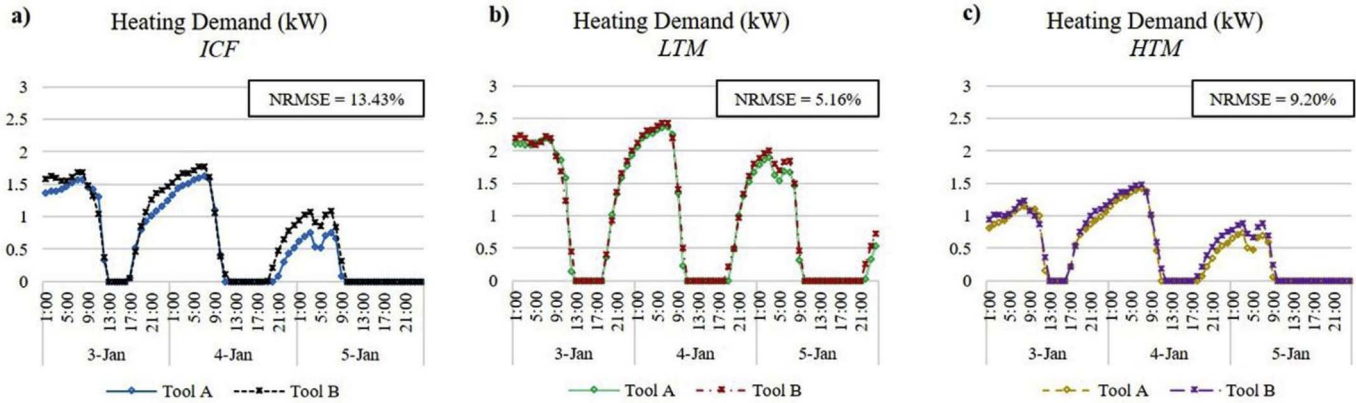 a)
Heating Demand (kW)
ICF
NRMSE = 13.43%
3
2.5
2
1.5
1
0.5
0
1:00 5:00 9:00 13:00 17:00 21:00 1:00 5:00 9:00 13:00 17:00 21:00 1:00 5:00 9:00 13:00 17:00 21:00
3-Jan 4-Jan 5-Jan
Tool A Tool B
b)
Heating Demand (kW)
LTM
NRMSE = 5.16%
3
2.5
2
1.5
1
0.5
0
1:00 5:00 9:00 13:00 17:00 21:00 1:00 5:00 9:00 13:00 17:00 21:00 1:00 5:00 9:00 13:00 17:00 21:00
3-Jan 4-Jan 5-Jan
Tool A Tool B
c)
Heating Demand (kW)
HTM
NRMSE = 9.20%
3
2.5
2
1.5
1
0.5
0
1:00 5:00 9:00 13:00 17:00 21:00 1:00 5:00 9:00 13:00 17:00 21:00 1:00 5:00 9:00 13:00 17:00 21:00
3-Jan 4-Jan 5-Jan
Tool A Tool B